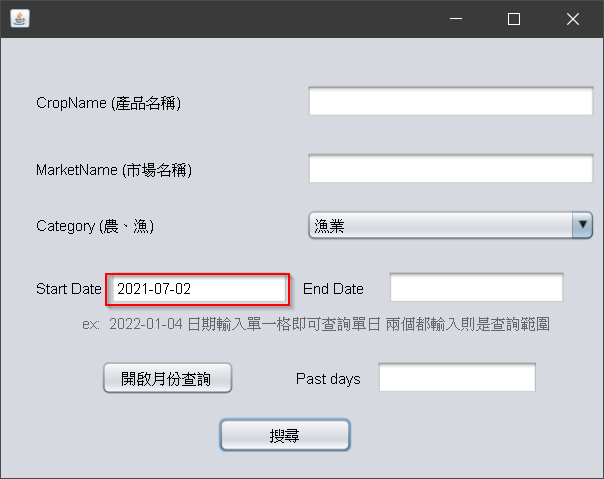 CropName (產品名稱)
MarketName (市場名稱)
Category (農、漁) 漁業
Start Date 2021-07-02 End Date
ex: 2022-01-04 日期輸入單一格即可查詢單日 兩個都輸入則是查詢範圍
開啟月份查詢 Past days
搜尋